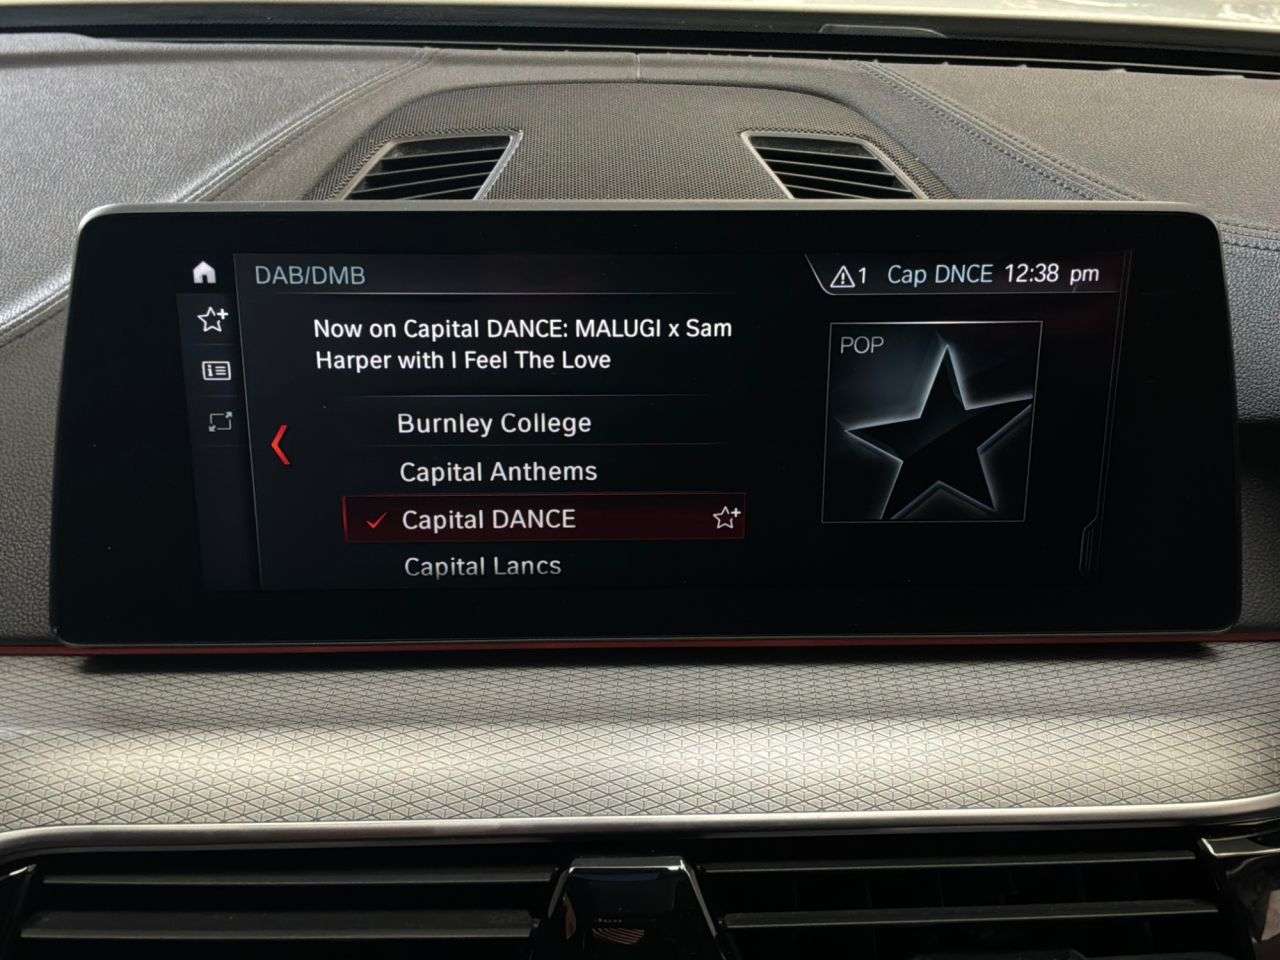 DAB/DMB
1 Cap DNCE 12:38 pm
Now on Capital DANCE: MALUGI x Sam
Harper with I Feel The Love
POP
Burnley College
Capital Anthems
Capital DANCE
Capital Lancs